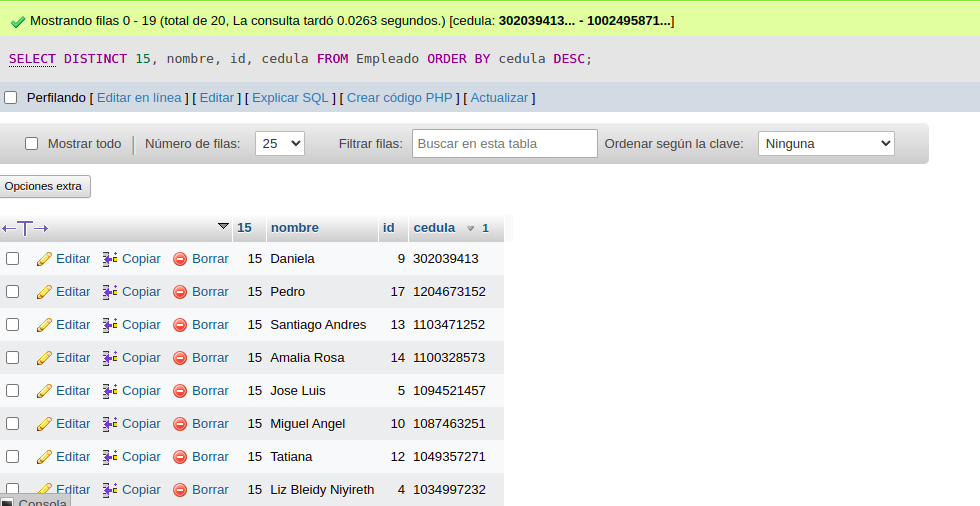 Mostrando filas 0 - 19 (total de 20, La consulta tardó 0.0263 segundos.) [cedula: 302039413... - 1002495871...]
SELECT DISTINCT 15, nombre, id, cedula FROM Empleado ORDER BY cedula DESC;
Perfilando [ Editar en línea ] [ Editar ] [ Explicar SQL ] [ Crear código PHP ] [ Actualizar ]
Mostrar todo | Número de filas: 25 Filtrar filas: Buscar en esta tabla Ordenar según la clave: Ninguna
Opciones extra
←T→ 15 nombre id cedula 1
Editar Copiar Borrar 15 Daniela 9 302039413
Editar Copiar Borrar 15 Pedro 17 1204673152
Editar Copiar Borrar 15 Santiago Andres 13 1103471252
Editar Copiar Borrar 15 Amalia Rosa 14 1100328573
Editar Copiar Borrar 15 Jose Luis 5 1094521457
Editar Copiar Borrar 15 Miguel Angel 10 1087463251
Editar Copiar Borrar 15 Tatiana 12 1049357271
Editar Copiar Borrar 15 Liz Bleidy Niyireth 4 1034997232
Consola